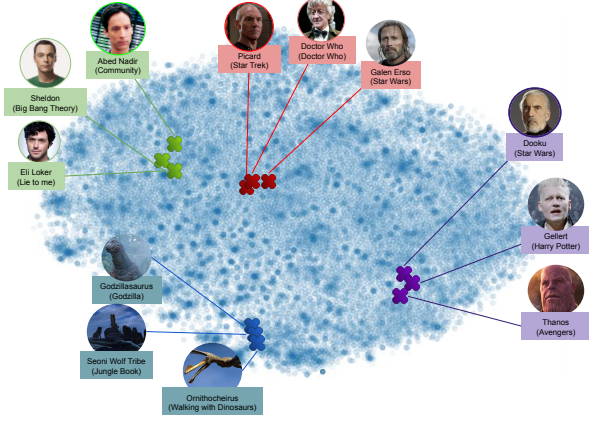 Abed Nadir
(Community)
Picard
(Star Trek)
Doctor Who
(Doctor Who)
Galen Erso
(Star Wars)
Sheldon
(Big Bang Theory)
Eli Loker
(Lie to me)
Dooku
(Star Wars)
Gellert
(Harry Potter)
Thanos
(Avengers)
Godzillasaurus
(Godzilla)
Seoni Wolf Tribe
(Jungle Book)
Ornithocheirus
(Walking with Dinosaurs)